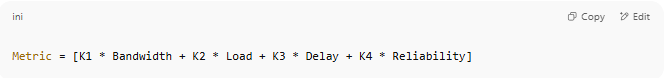 ini
Copy
Edit
Metric = [K1 * Bandwidth + K2 * Load + K3 * Delay + K4 * Reliability]